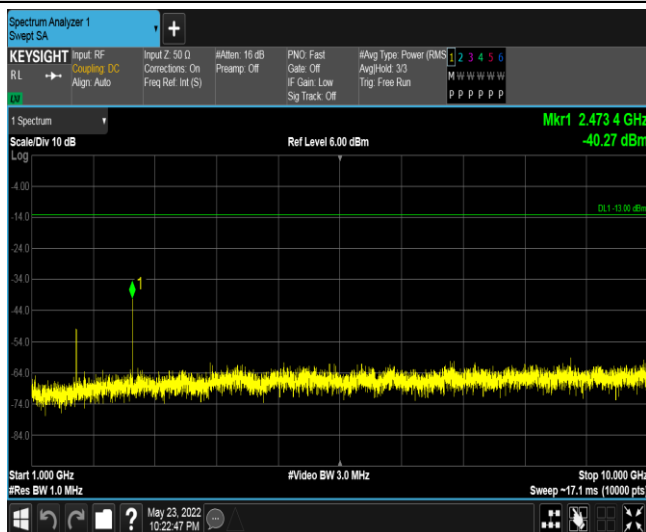 Spectrum Analyzer 1
Swept SA
KEYSIGHT
RL
Input: RF
Coupling: DC
Align: Auto
Input Z: 50 Ω
Corrections: On
Freq Ref: Int (S)
#Atten: 16 dB
Preamp: Off
PNO: Fast
Gate: Off
IF Gain: Low
Sig Track: Off
#Avg Type: Power (RMS
Avg|Hold: 3/3
Trig: Free Run
1 2 3 4 5 6
M W W W W W
P P P P P P
1 Spectrum
Scale/Div 10 dB
Ref Level 6.00 dBm
Mkr1 2.473 4 GHz
-40.27 dBm
Log
-4.00
-14.0
-24.0
-34.0
-44.0
-54.0
-64.0
-74.0
-84.0
DL1 -13.00 dBm
1
Start 1.000 GHz
#Res BW 1.0 MHz
#Video BW 3.0 MHz
Stop 10.000 GHz
Sweep ~17.1 ms (10000 pts)
?
May 23, 2022
10:22:47 PM